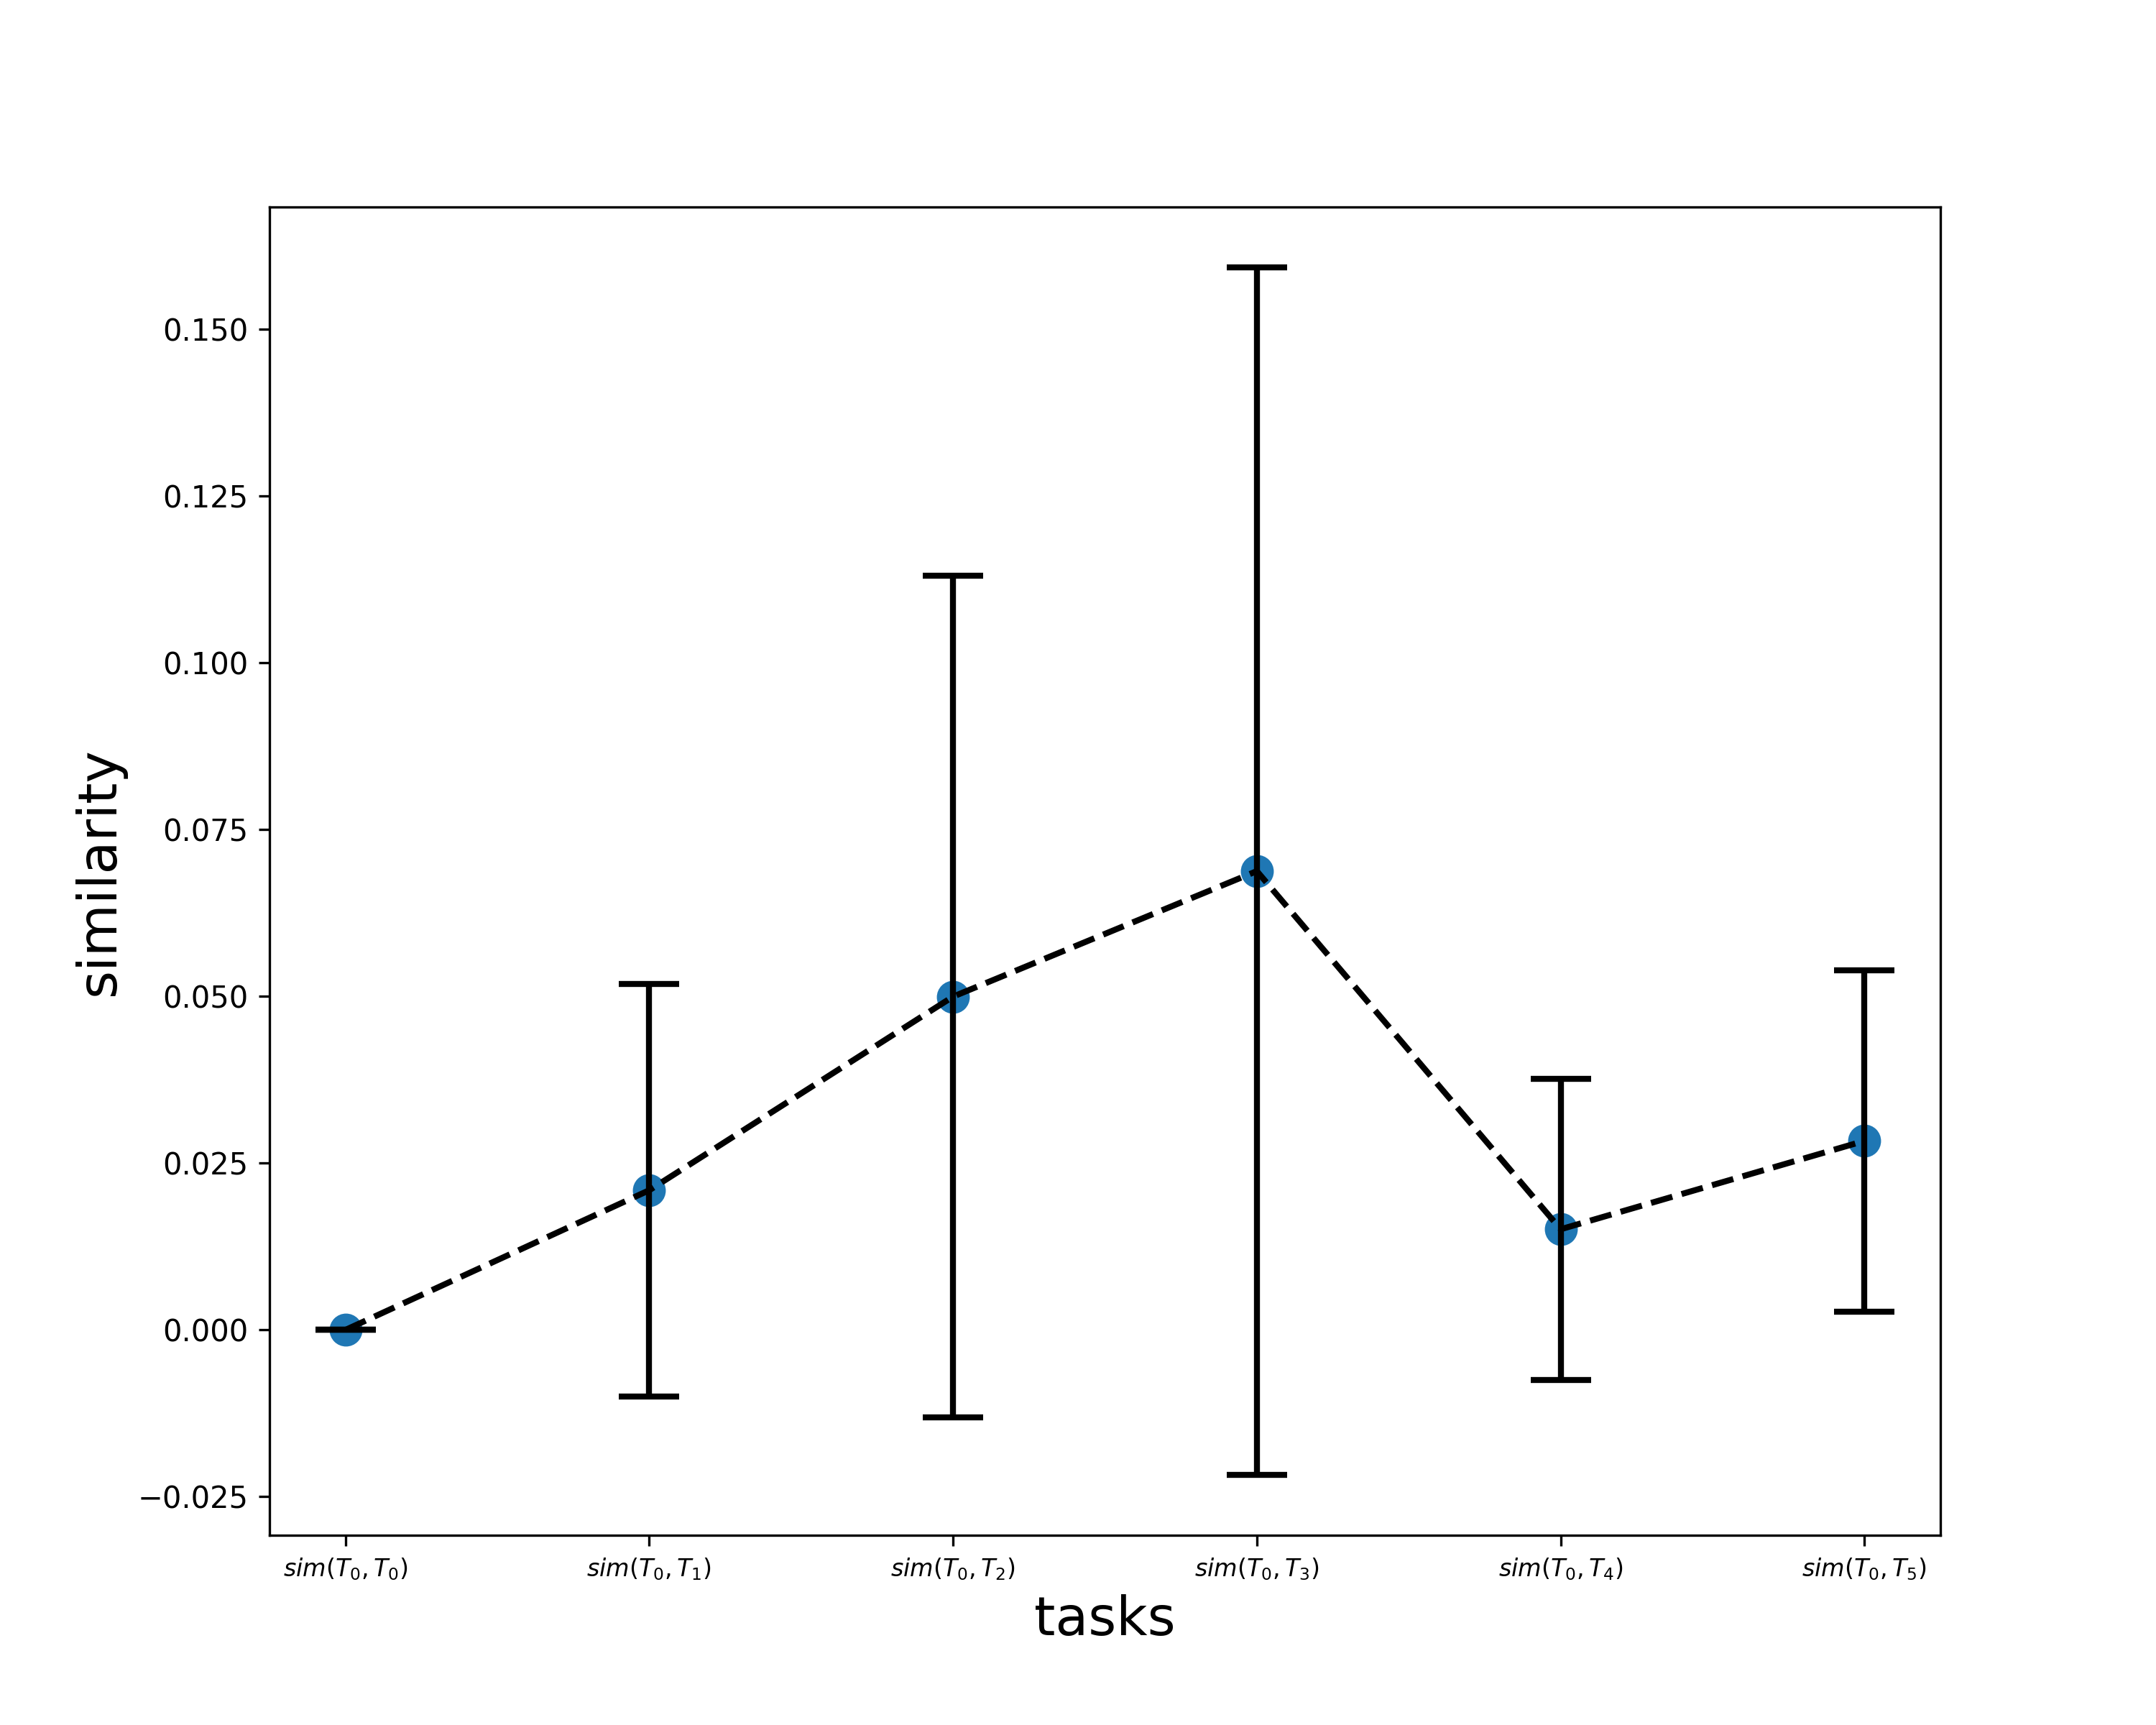 0.150
0.125
0.100
0.075
0.050
0.025
0.000
−0.025
similarity
sim(T₀, T₀) sim(T₀, T₁) sim(T₀, T₂) sim(T₀, T₃) sim(T₀, T₄) sim(T₀, T₅)
tasks